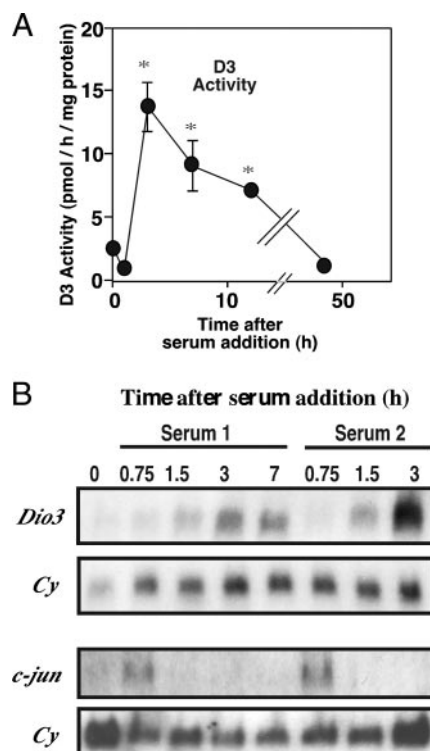 A
20
15
10
5
0
D3 Activity (pmol / h / mg protein)
*
*
*
D3
Activity
0
10
50
Time after
serum addition (h)
B
Time after serum addition (h)
Serum 1
Serum 2
0
0.75
1.5
3
7
0.75
1.5
3
Dio3
Cy
c-jun
Cy